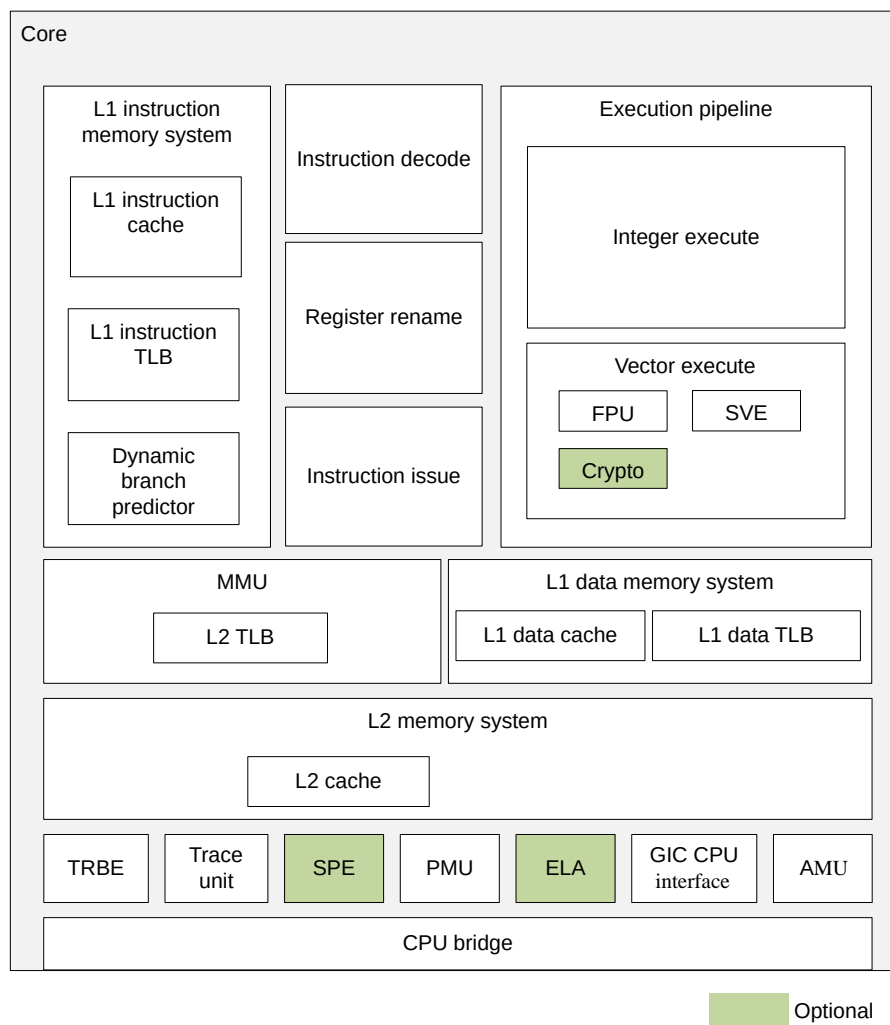 Core
L1 instruction
memory system
L1 instruction
cache
L1 instruction
TLB
Dynamic
branch
predictor
Instruction decode
Register rename
Instruction issue
Execution pipeline
Integer execute
Vector execute
FPU
SVE
Crypto
MMU
L2 TLB
L1 data memory system
L1 data cache
L1 data TLB
L2 memory system
L2 cache
TRBE
Trace
unit
SPE
PMU
ELA
GIC CPU
interface
AMU
CPU bridge
Optional